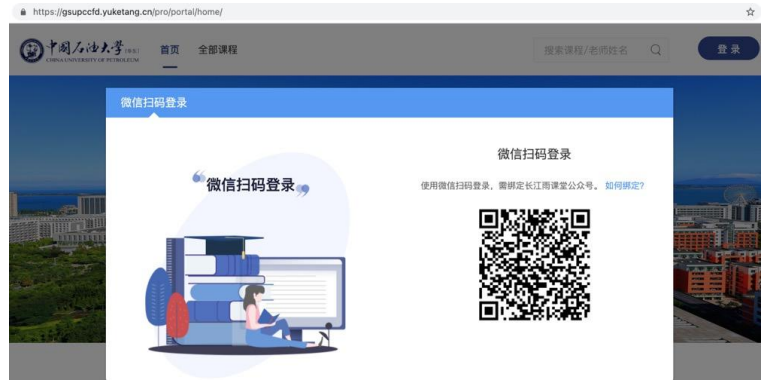 https://gsupccfd.yuketang.cn/pro/portal/home/
中国石油大学(华东)
CHINA UNIVERSITY OF PETROLEUM
首页 全部课程 搜索课程/老师姓名 登录
微信扫码登录
微信扫码登录
“微信扫码登录”
使用微信扫码登录，需绑定长江雨课堂公众号。 如何绑定?